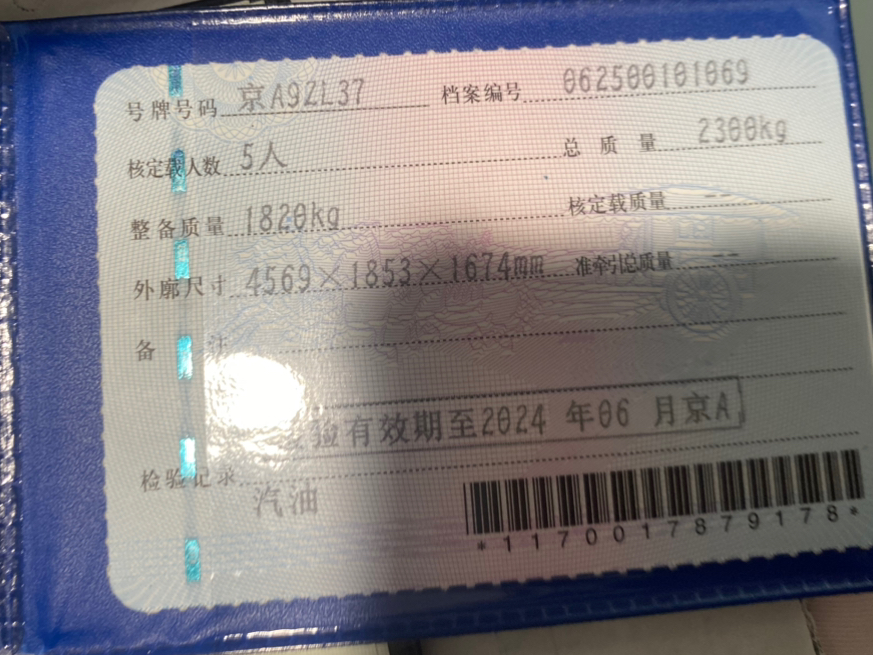 号牌号码 京A9ZL37 档案编号 062500101069
核定载人数 5人 总质量 2300kg
整备质量 1820kg 核定载质量 --
外廓尺寸 4569×1853×1674mm 准牵引总质量 --
备注
检验有效期至2024年06月京A
检验记录
汽油
*1170017879178*